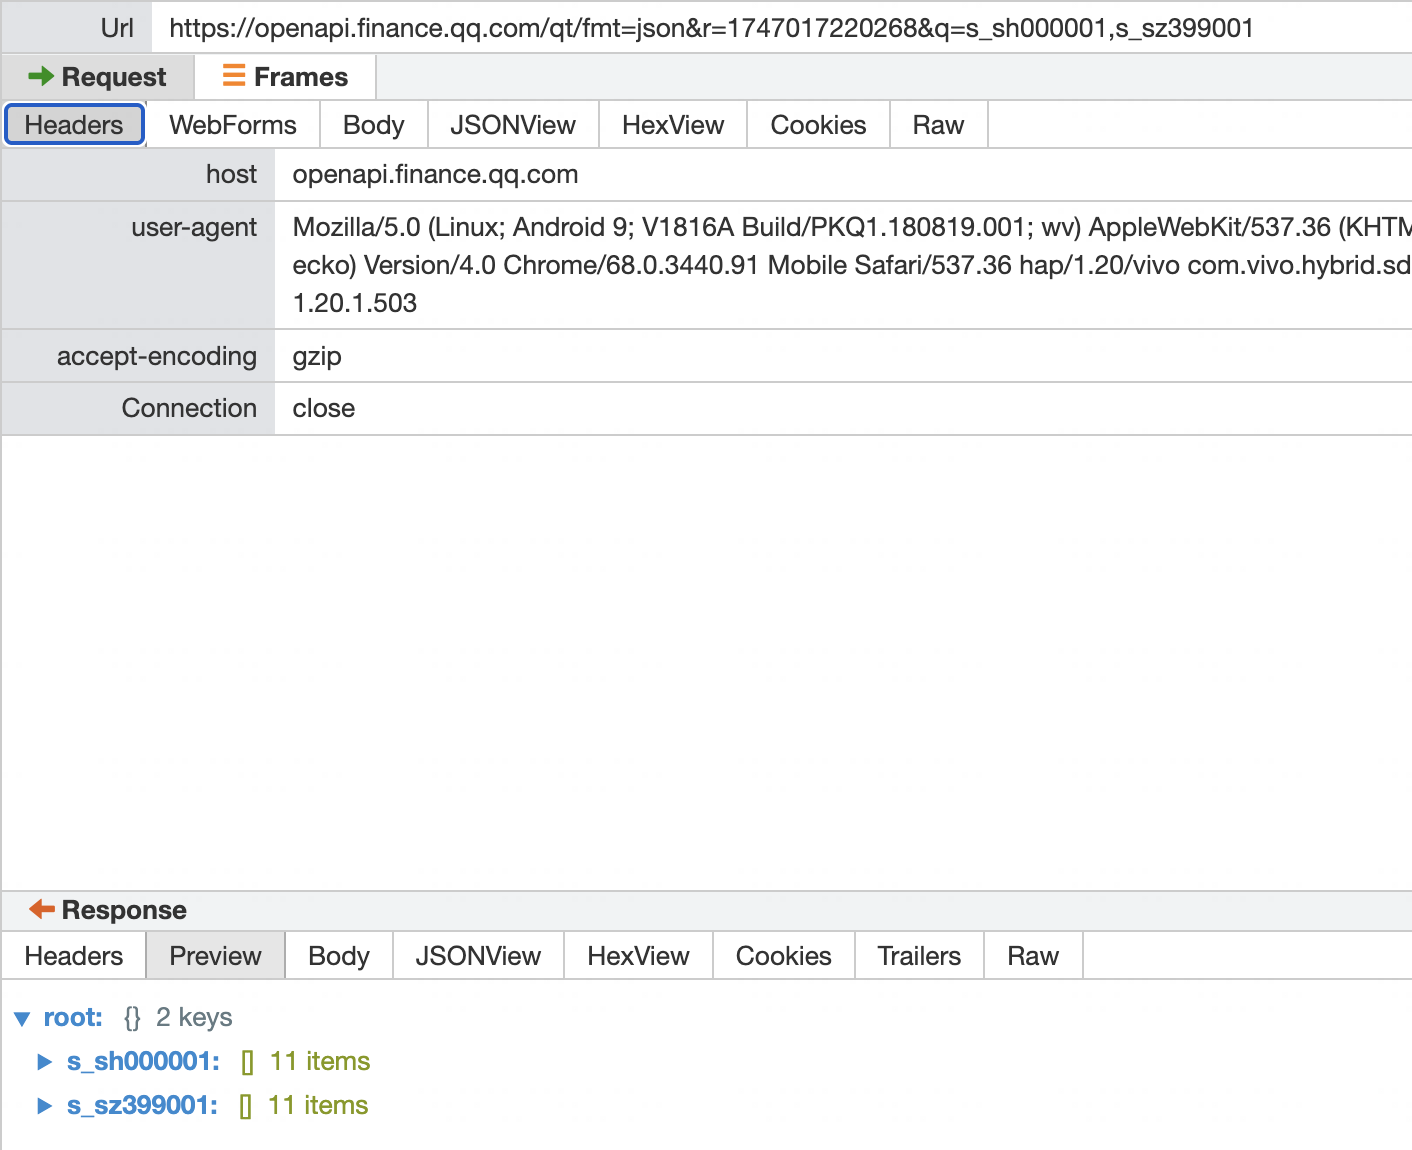 Url https://openapi.finance.qq.com/qt/fmt=json&r=1747017220268&q=s_sh000001,s_sz399001
Request Frames
Headers WebForms Body JSONView HexView Cookies Raw
host openapi.finance.qq.com
user-agent Mozilla/5.0 (Linux; Android 9; V1816A Build/PKQ1.180819.001; wv) AppleWebKit/537.36 (KHTM
ecko) Version/4.0 Chrome/68.0.3440.91 Mobile Safari/537.36 hap/1.20/vivo com.vivo.hybrid.sd
1.20.1.503
accept-encoding gzip
Connection close
Response
Headers Preview Body JSONView HexView Cookies Trailers Raw
root: {} 2 keys
s_sh000001: [] 11 items
s_sz399001: [] 11 items